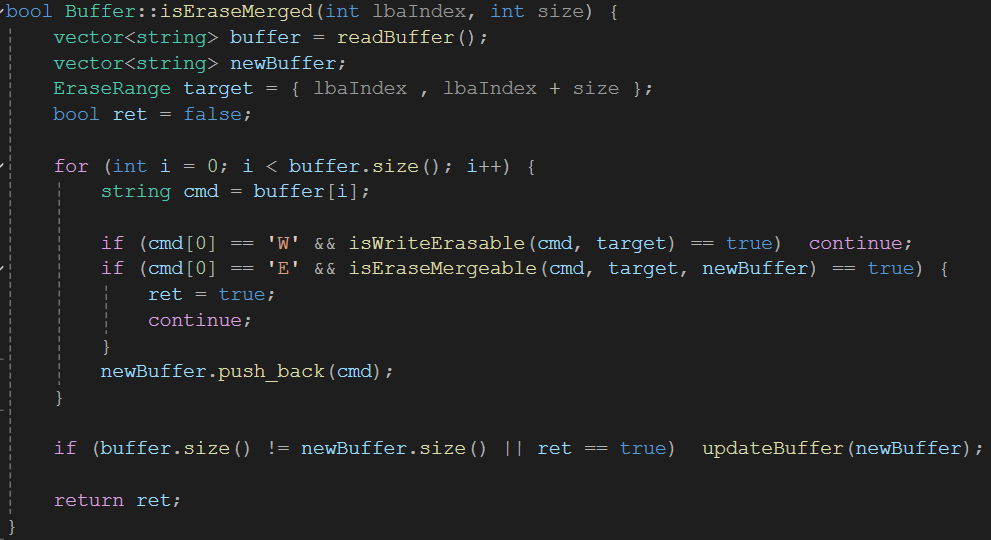 bool Buffer::isEraseMerged(int lbaIndex, int size) {
vector<string> buffer = readBuffer();
vector<string> newBuffer;
EraseRange target = { lbaIndex , lbaIndex + size };
bool ret = false;
for (int i = 0; i < buffer.size(); i++) {
string cmd = buffer[i];
if (cmd[0] == 'W' && isWriteErasable(cmd, target) == true)  continue;
if (cmd[0] == 'E' && isEraseMergeable(cmd, target, newBuffer) == true) {
ret = true;
continue;
}
newBuffer.push_back(cmd);
}
if (buffer.size() != newBuffer.size() || ret == true)  updateBuffer(newBuffer);
return ret;
}